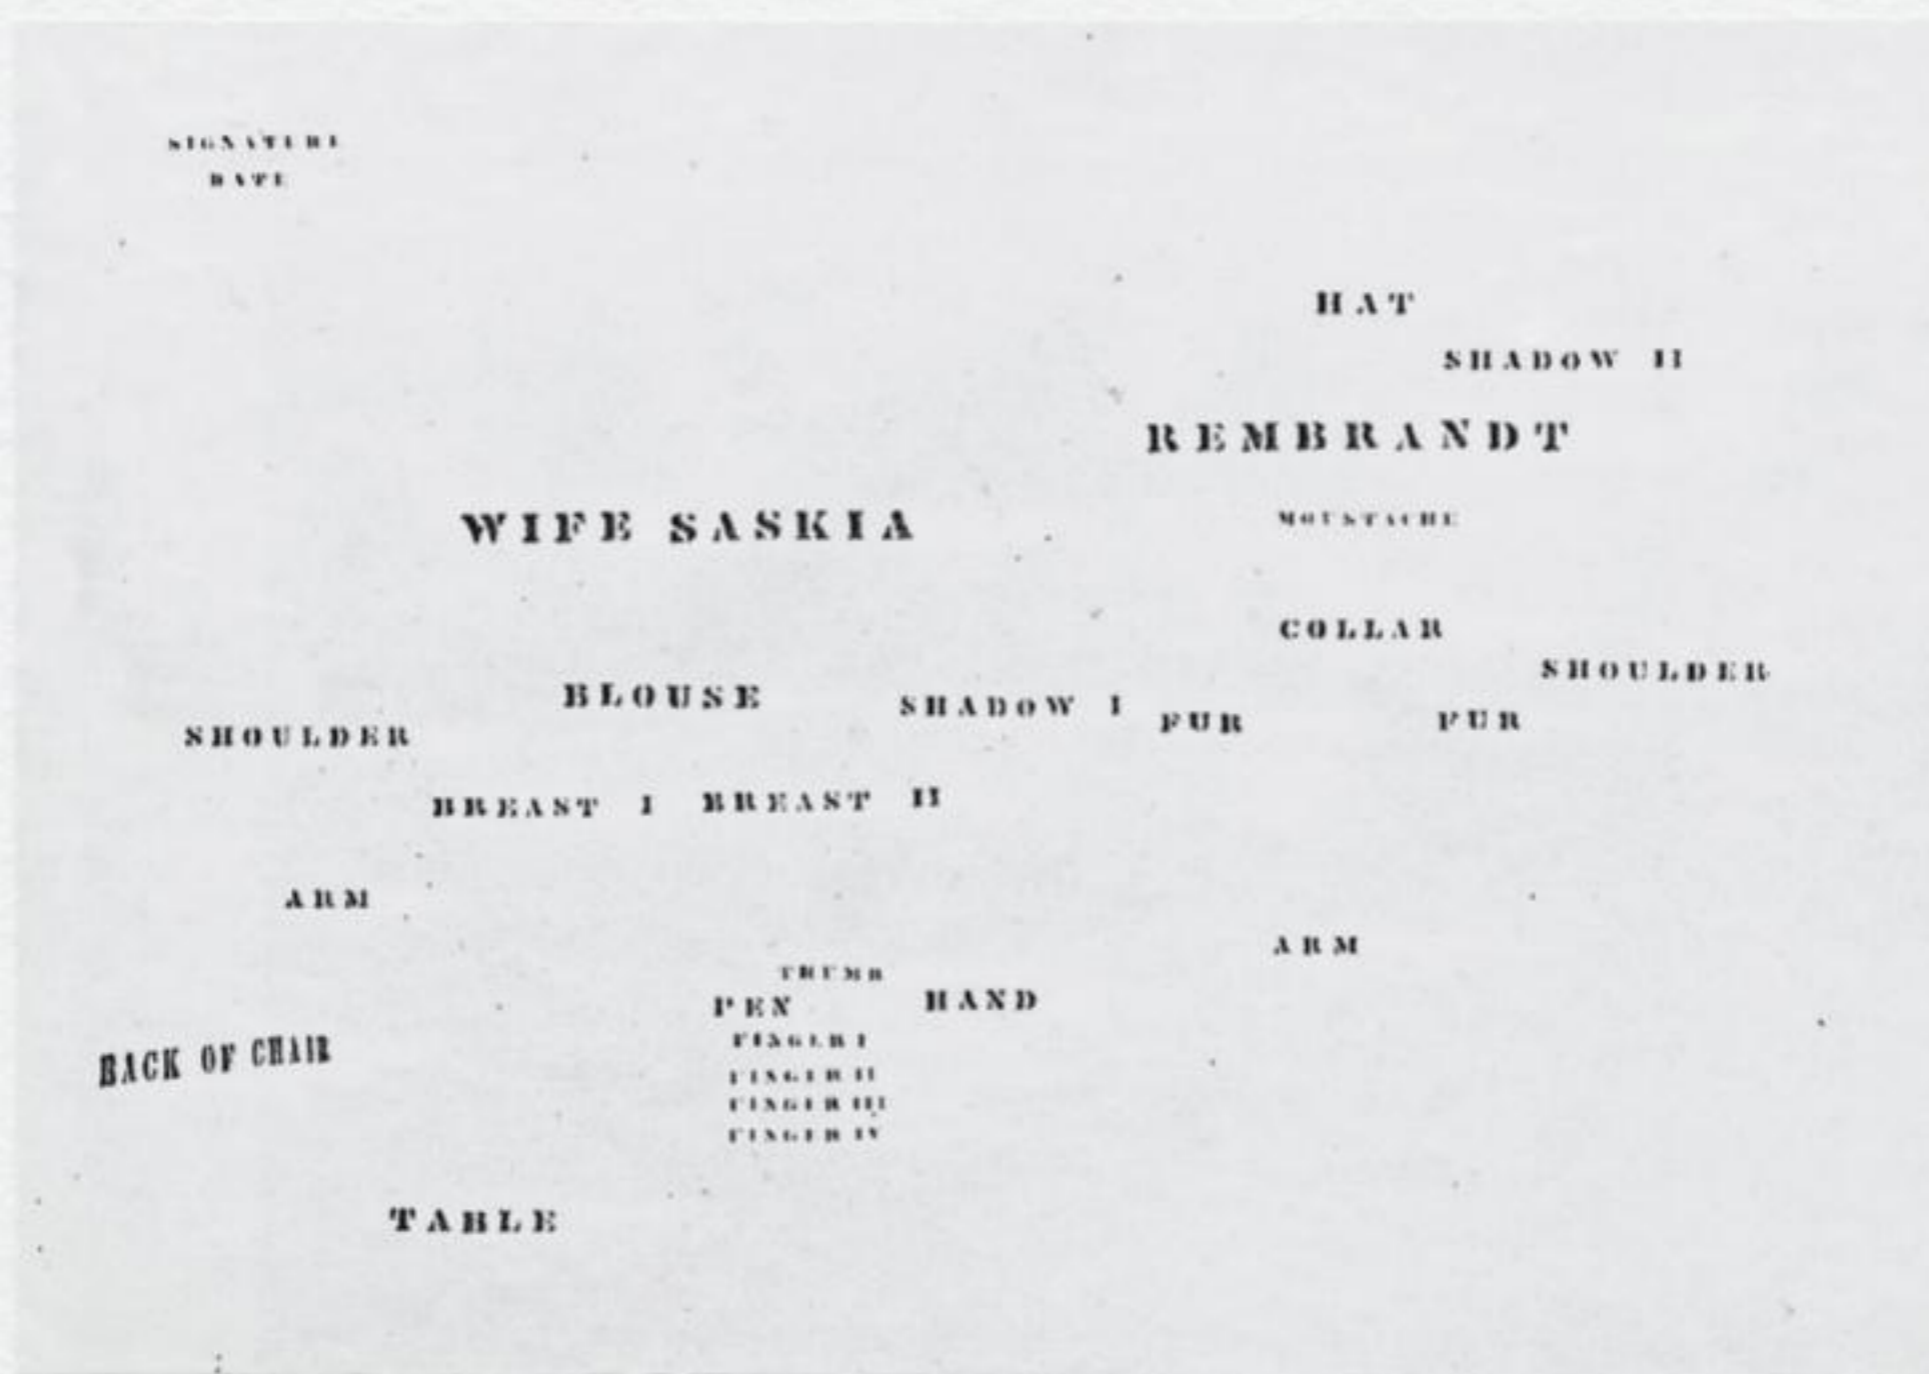 SIGNATURE
DATE
HAT
SHADOW II
REMBRANDT
MOUSTACHE
WIFE SASKIA
COLLAR
SHOULDER
BLOUSE
SHADOW I
FUR
FUR
SHOULDER
BREAST I
BREAST II
ARM
ARM
THUMB
PEN
HAND
FINGER I
FINGER II
FINGER III
FINGER IV
BACK OF CHAIR
TABLE